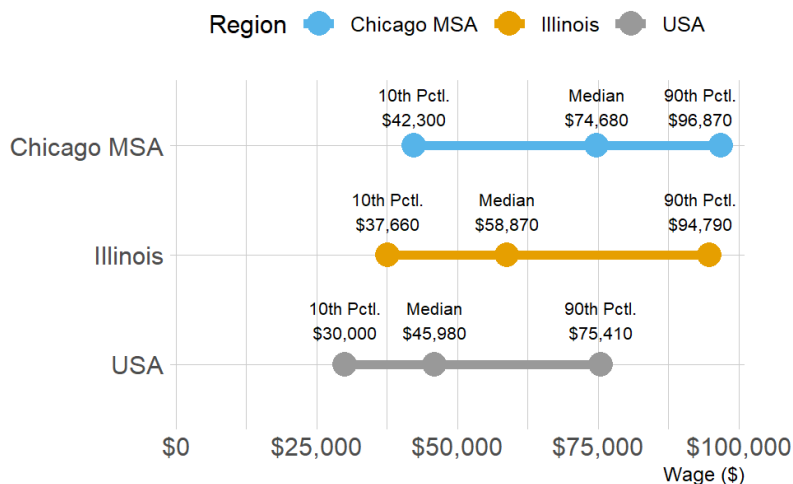 Region Chicago MSA Illinois USA
10th Pctl. Median 90th Pctl.
$42,300 $74,680 $96,870
Chicago MSA
10th Pctl. Median 90th Pctl.
$37,660 $58,870 $94,790
Illinois
10th Pctl. Median 90th Pctl.
$30,000 $45,980 $75,410
USA
$0 $25,000 $50,000 $75,000 $100,000
Wage ($)